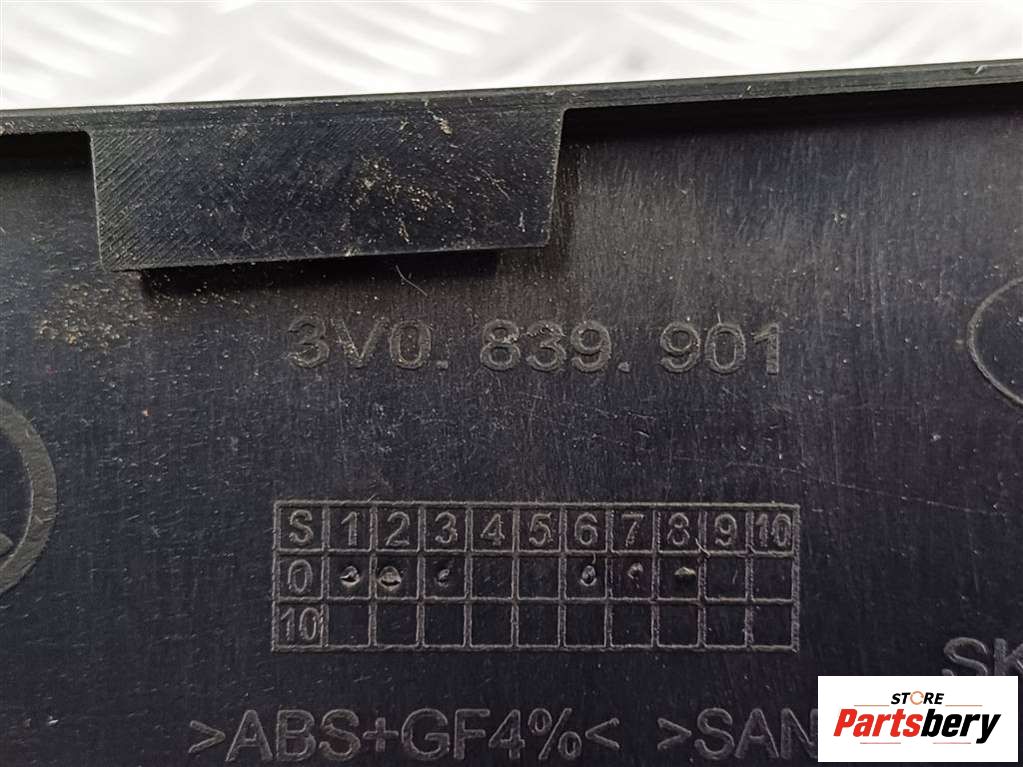 3V0. 839. 901
S 1 2 3 4 5 6 7 8 9 10
0
10
SK
>ABS+GF4%< >SAN
STORE
Partsbery